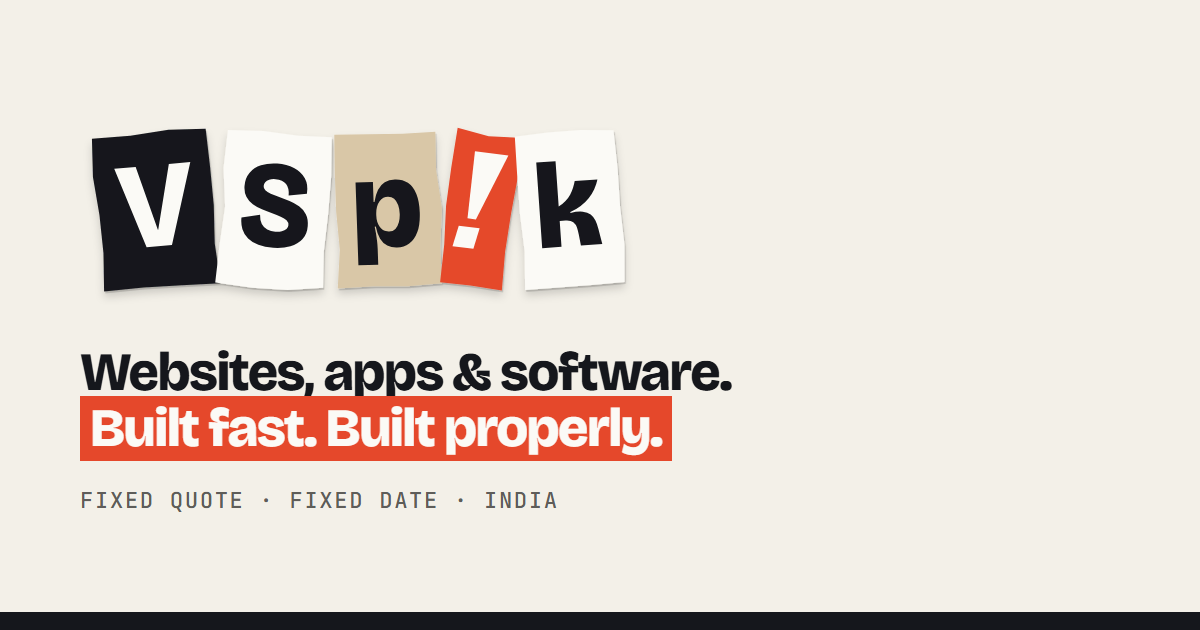 VSp!k
Websites, apps & software.
Built fast. Built properly.
FIXED QUOTE · FIXED DATE · INDIA